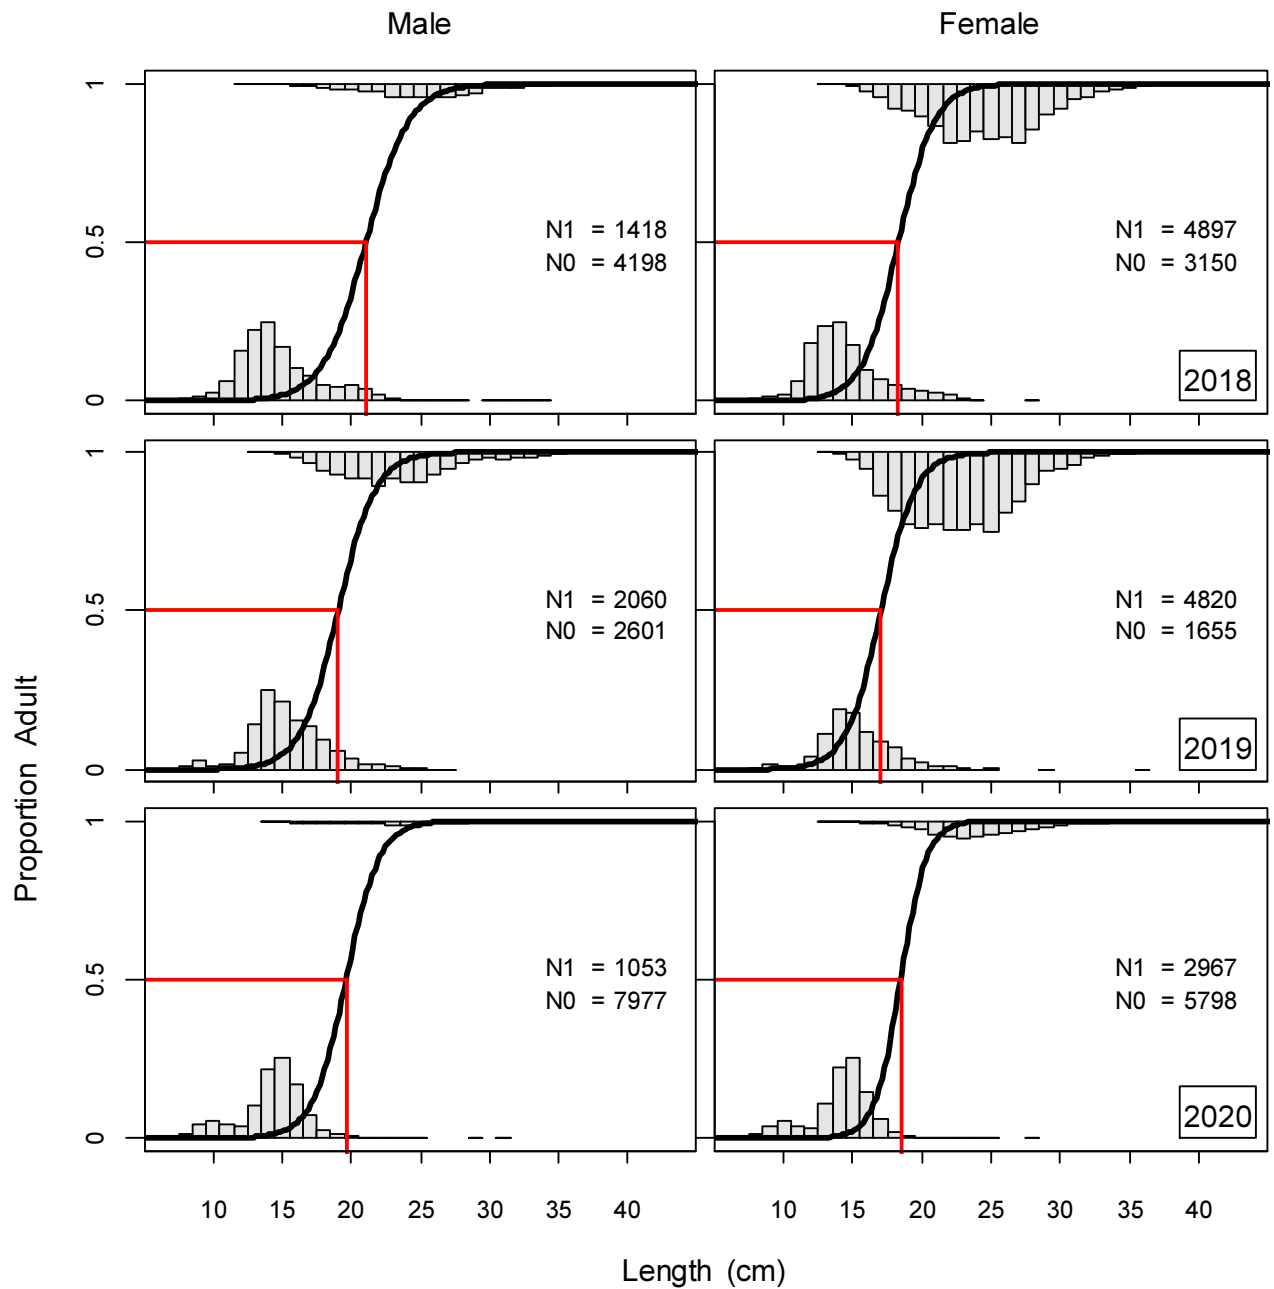 Male Female
1
0.5
0
N1 = 1418
N0 = 4198
N1 = 4897
N0 = 3150
2018
1
0.5
0
N1 = 2060
N0 = 2601
N1 = 4820
N0 = 1655
2019
1
0.5
0
N1 = 1053
N0 = 7977
N1 = 2967
N0 = 5798
2020
Proportion Adult
10 15 20 25 30 35 40 10 15 20 25 30 35 40
Length (cm)